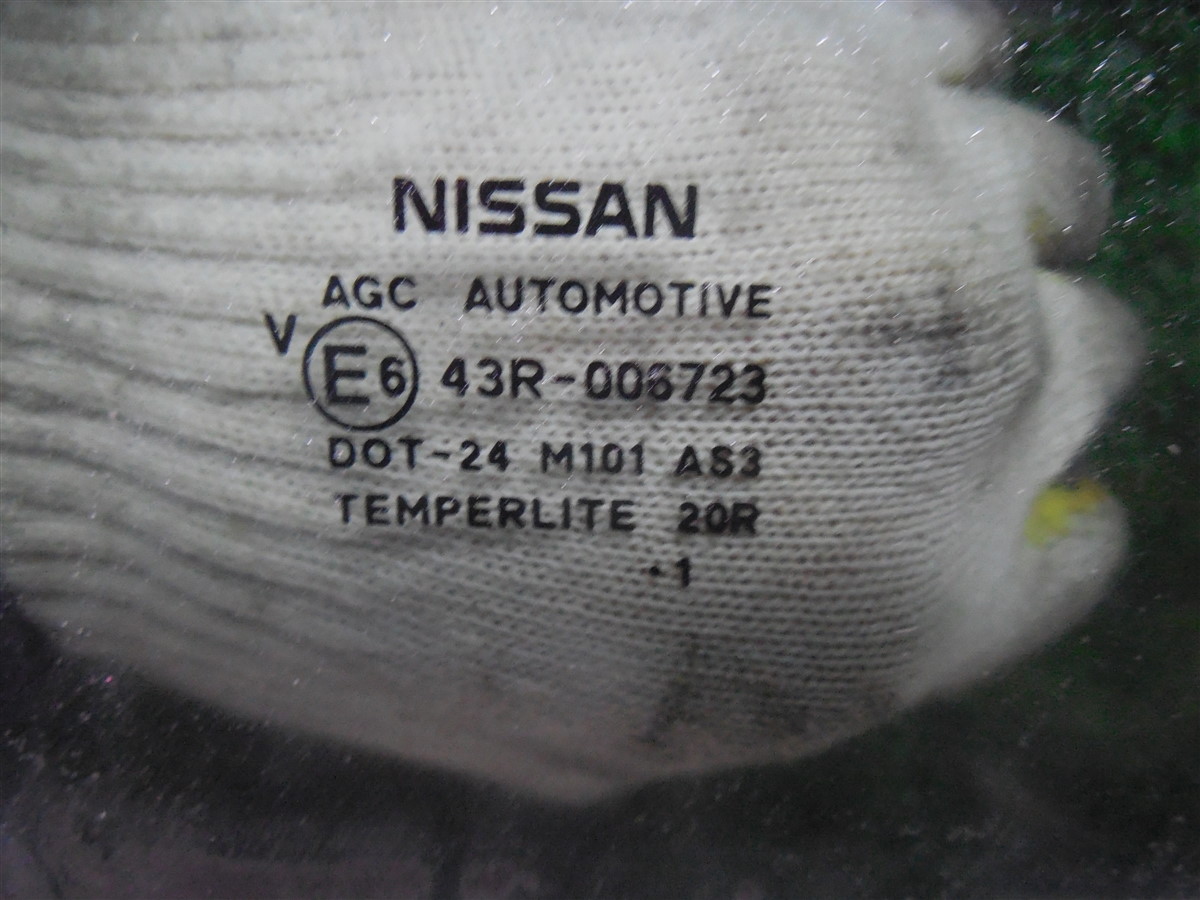 NISSAN
AGC AUTOMOTIVE
V E6 43R-006723
DOT-24 M101 AS3
TEMPERLITE 20R
·1